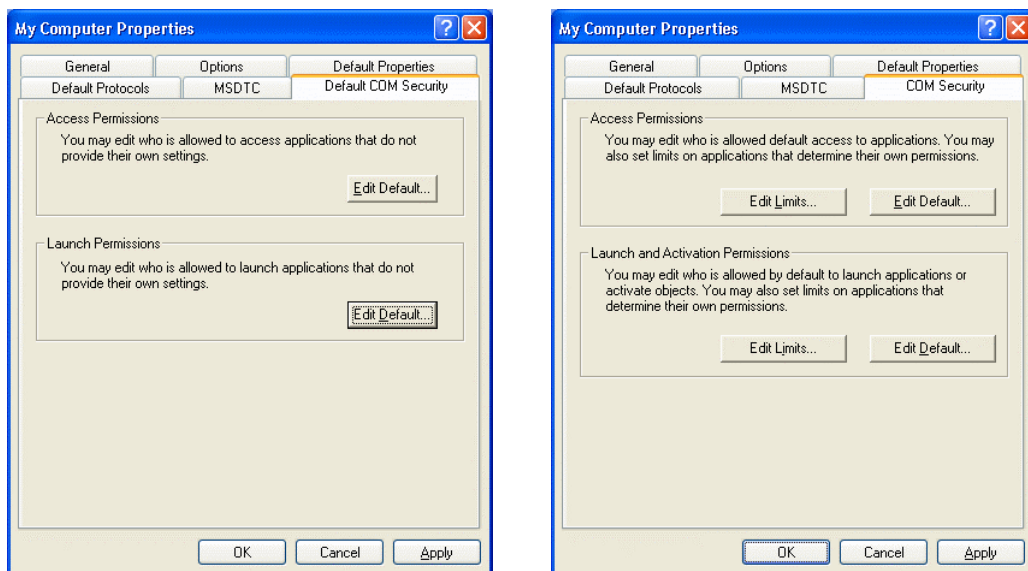 My Computer Properties
General Options Default Properties
Default Protocols MSDTC Default COM Security
Access Permissions
You may edit who is allowed to access applications that do not
provide their own settings.
Edit Default...
Launch Permissions
You may edit who is allowed to launch applications that do not
provide their own settings.
Edit Default...
OK Cancel Apply
My Computer Properties
General Options Default Properties
Default Protocols MSDTC COM Security
Access Permissions
You may edit who is allowed default access to applications. You may
also set limits on applications that determine their own permissions.
Edit Limits... Edit Default...
Launch and Activation Permissions
You may edit who is allowed by default to launch applications or
activate objects. You may also set limits on applications that
determine their own permissions.
Edit Limits... Edit Default...
OK Cancel Apply